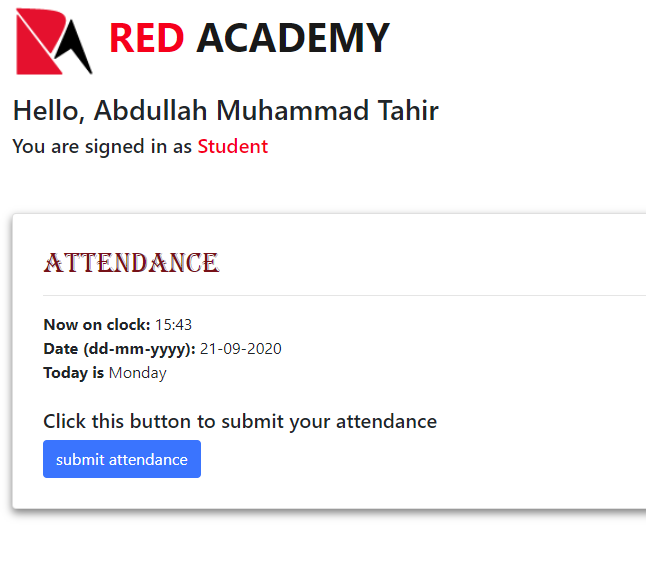 RED ACADEMY
Hello, Abdullah Muhammad Tahir
You are signed in as Student
ATTENDANCE
Now on clock: 15:43
Date (dd-mm-yyyy): 21-09-2020
Today is Monday
Click this button to submit your attendance
submit attendance